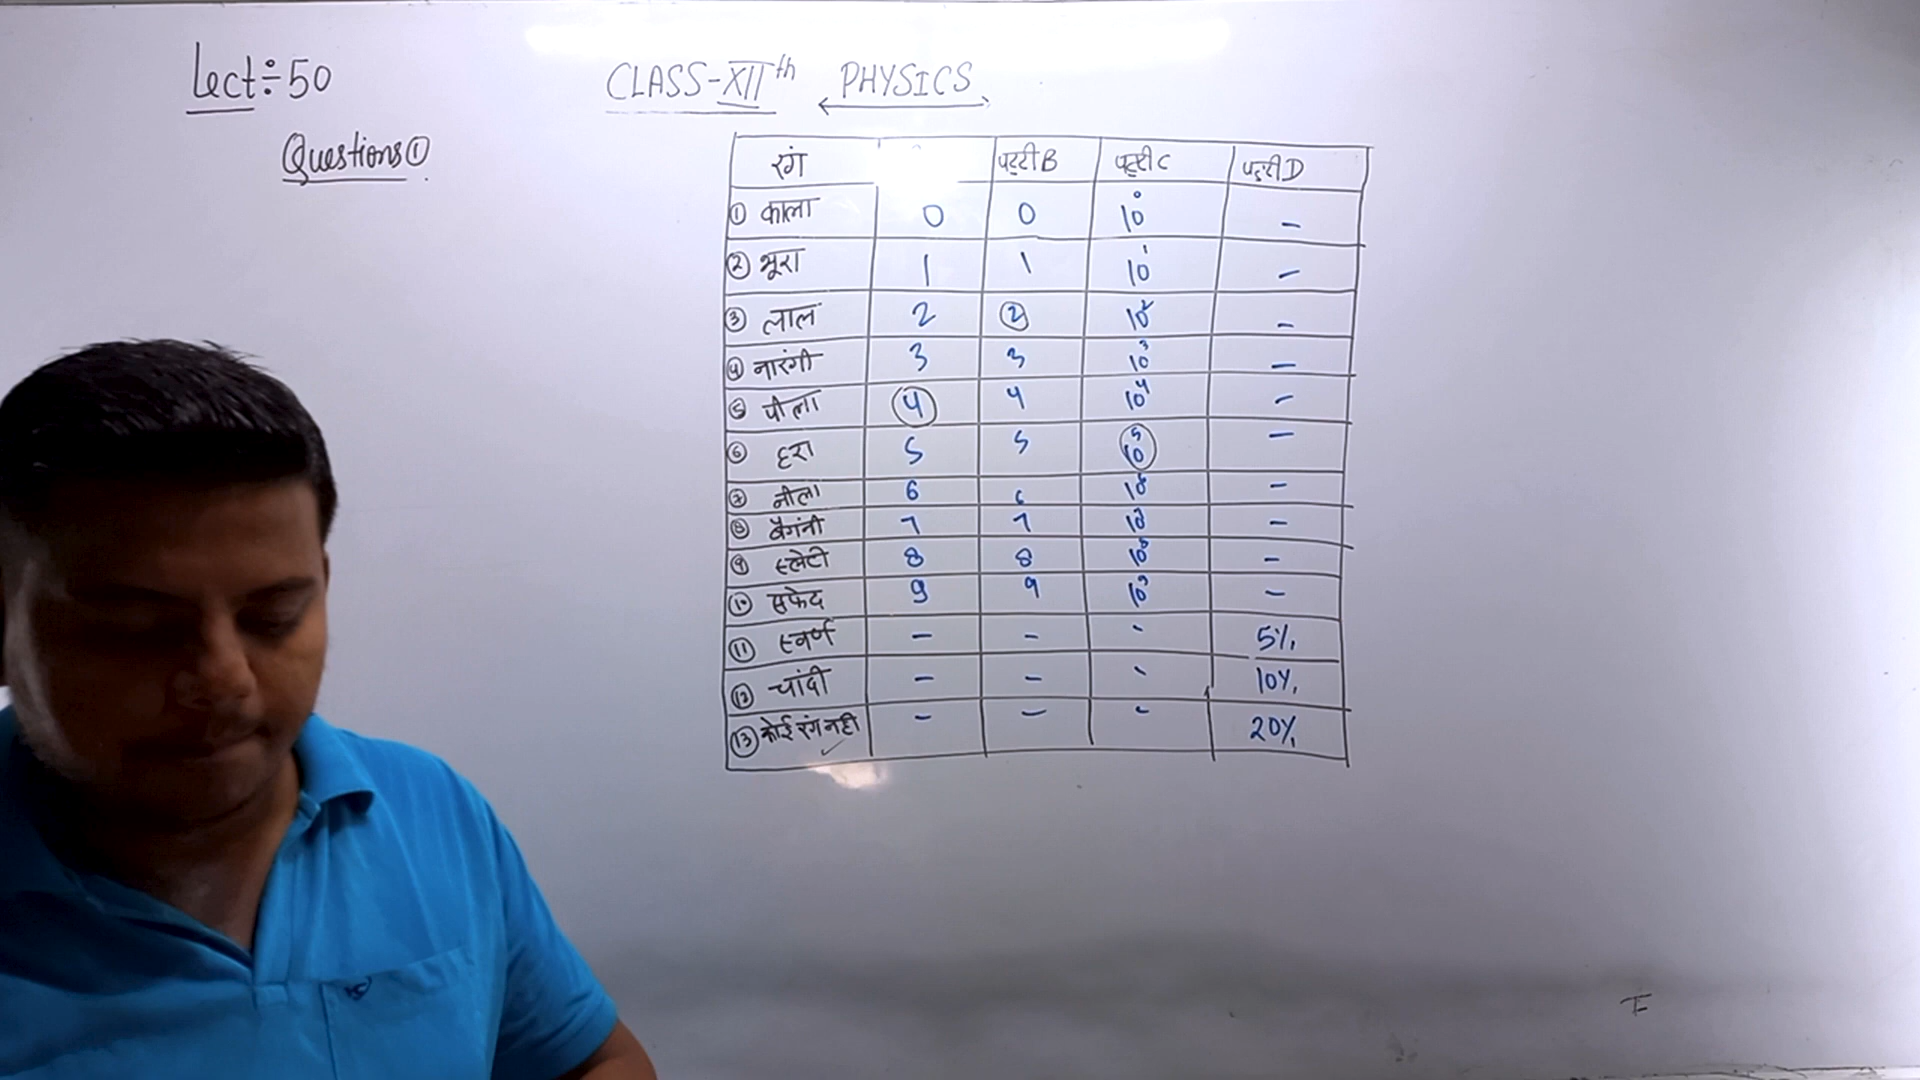 Lect÷50
CLASS-XIIth PHYSICS
Questions①
रंग पट्टी B पट्टी C पट्टी D
① काला 0 0 10⁰ -
② भूरा 1 1 10¹ -
③ लाल 2 2 10² -
④ नारंगी 3 3 10³ -
⑤ पीला 4 4 10⁴ -
⑥ हरा 5 5 10⁵ -
⑦ नीला 6 6 10⁶ -
⑧ बैगंनी 7 7 10⁷ -
⑨ स्लेटी 8 8 10⁸ -
⑩ सफेद 9 9 10⁹ -
⑪ स्वर्ण - - - 5%
⑫ चांदी - - - 10%
⑬ कोई रंग नही - - - 20%